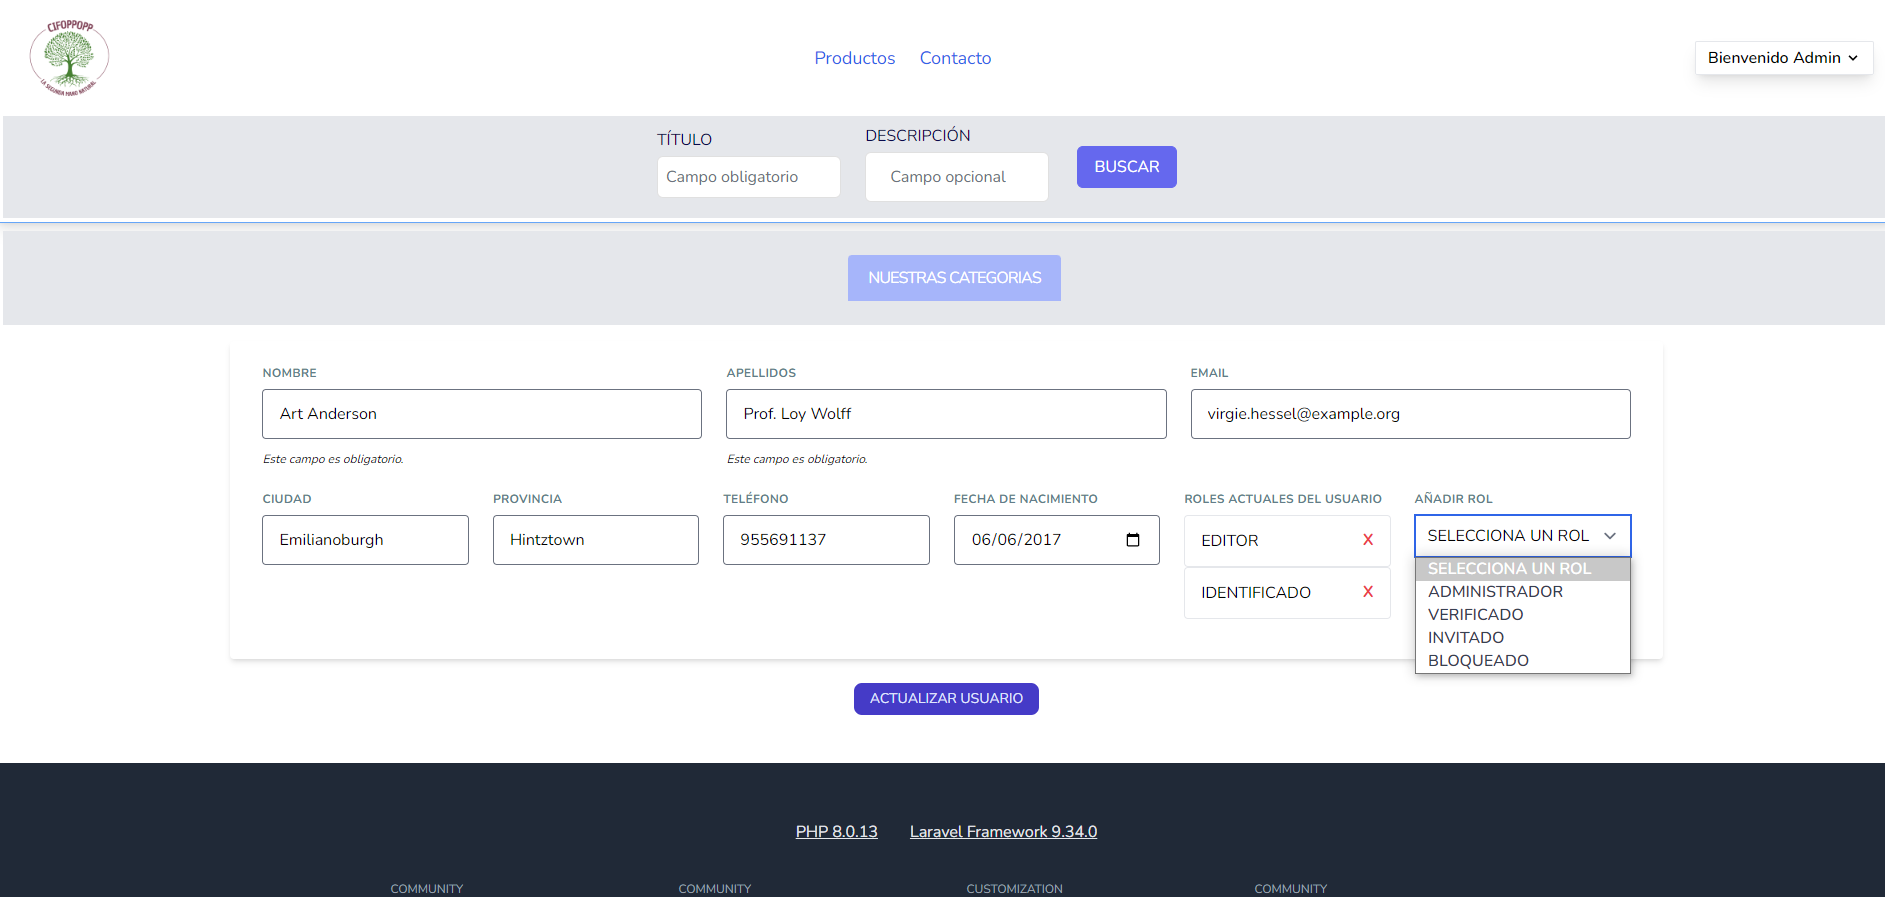 CIFOPPOPP
LA SEGUNDA MANO NATURAL
Productos Contacto
Bienvenido Admin
TÍTULO DESCRIPCIÓN
Campo obligatorio Campo opcional BUSCAR
NUESTRAS CATEGORIAS
NOMBRE APELLIDOS EMAIL
Art Anderson Prof. Loy Wolff virgie.hessel@example.org
Este campo es obligatorio. Este campo es obligatorio.
CIUDAD PROVINCIA TELÉFONO FECHA DE NACIMIENTO ROLES ACTUALES DEL USUARIO AÑADIR ROL
Emilianoburgh Hintztown 955691137 06/06/2017 EDITOR X SELECCIONA UN ROL
IDENTIFICADO X
SELECCIONA UN ROL
ADMINISTRADOR
VERIFICADO
INVITADO
BLOQUEADO
ACTUALIZAR USUARIO
PHP 8.0.13 Laravel Framework 9.34.0
COMMUNITY COMMUNITY CUSTOMIZATION COMMUNITY